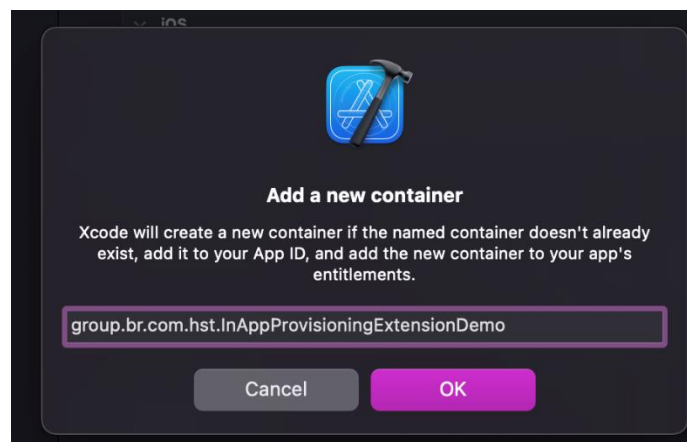 iOS
Add a new container
Xcode will create a new container if the named container doesn't already
exist, add it to your App ID, and add the new container to your app's
entitlements.
group.br.com.hst.InAppProvisioningExtensionDemo
Cancel
OK